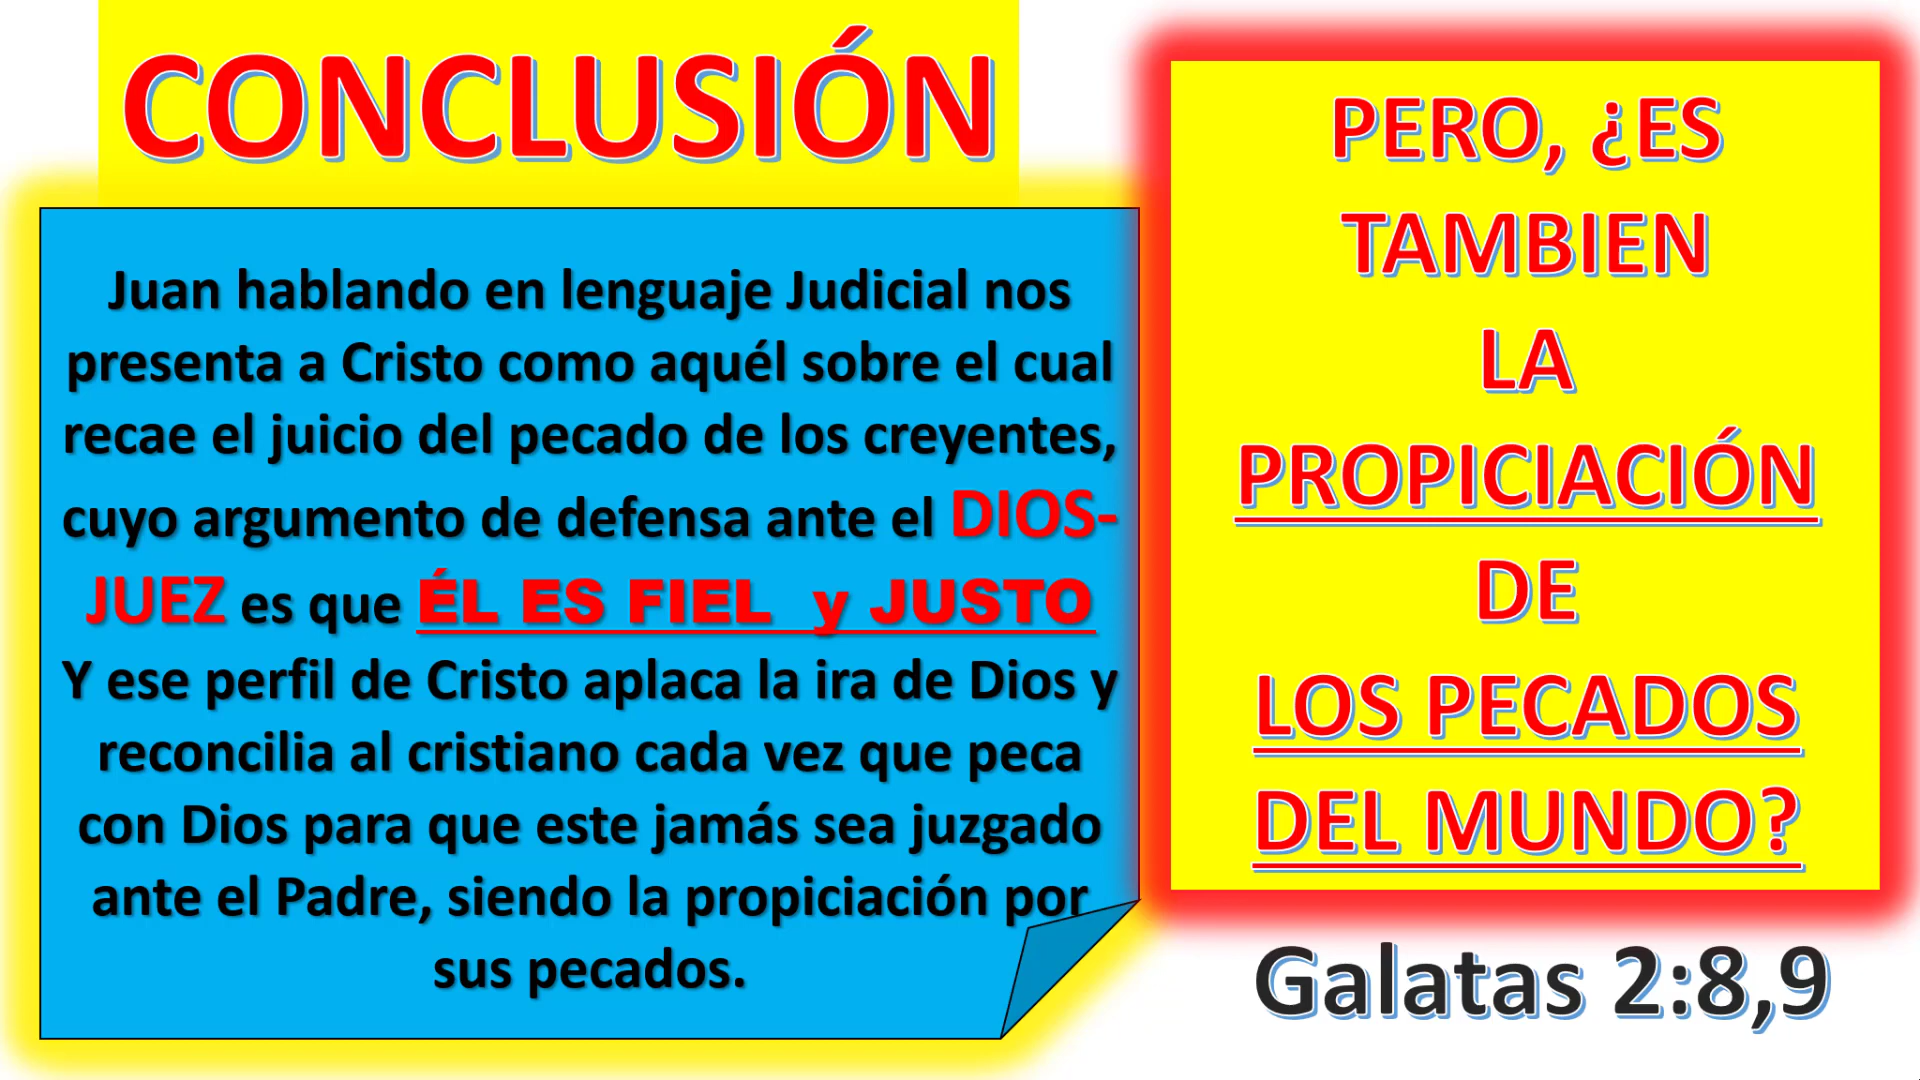 CONCLUSIÓN
Juan hablando en lenguaje Judicial nos
presenta a Cristo como aquél sobre el cual
recae el juicio del pecado de los creyentes,
cuyo argumento de defensa ante el DIOS-
JUEZ es que ÉL ES FIEL y JUSTO
Y ese perfil de Cristo aplaca la ira de Dios y
reconcilia al cristiano cada vez que peca
con Dios para que este jamás sea juzgado
ante el Padre, siendo la propiciación por
sus pecados.
PERO, ¿ES
TAMBIEN
LA
PROPICIACIÓN
DE
LOS PECADOS
DEL MUNDO?
Galatas 2:8,9